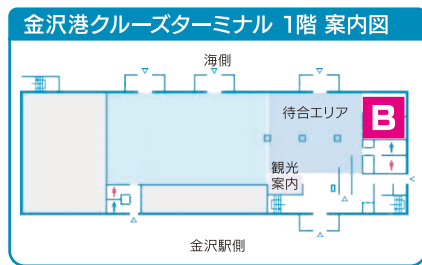 金沢港クルーズターミナル 1階 案内図
海側
待合エリア
B
観光
案内
金沢駅側